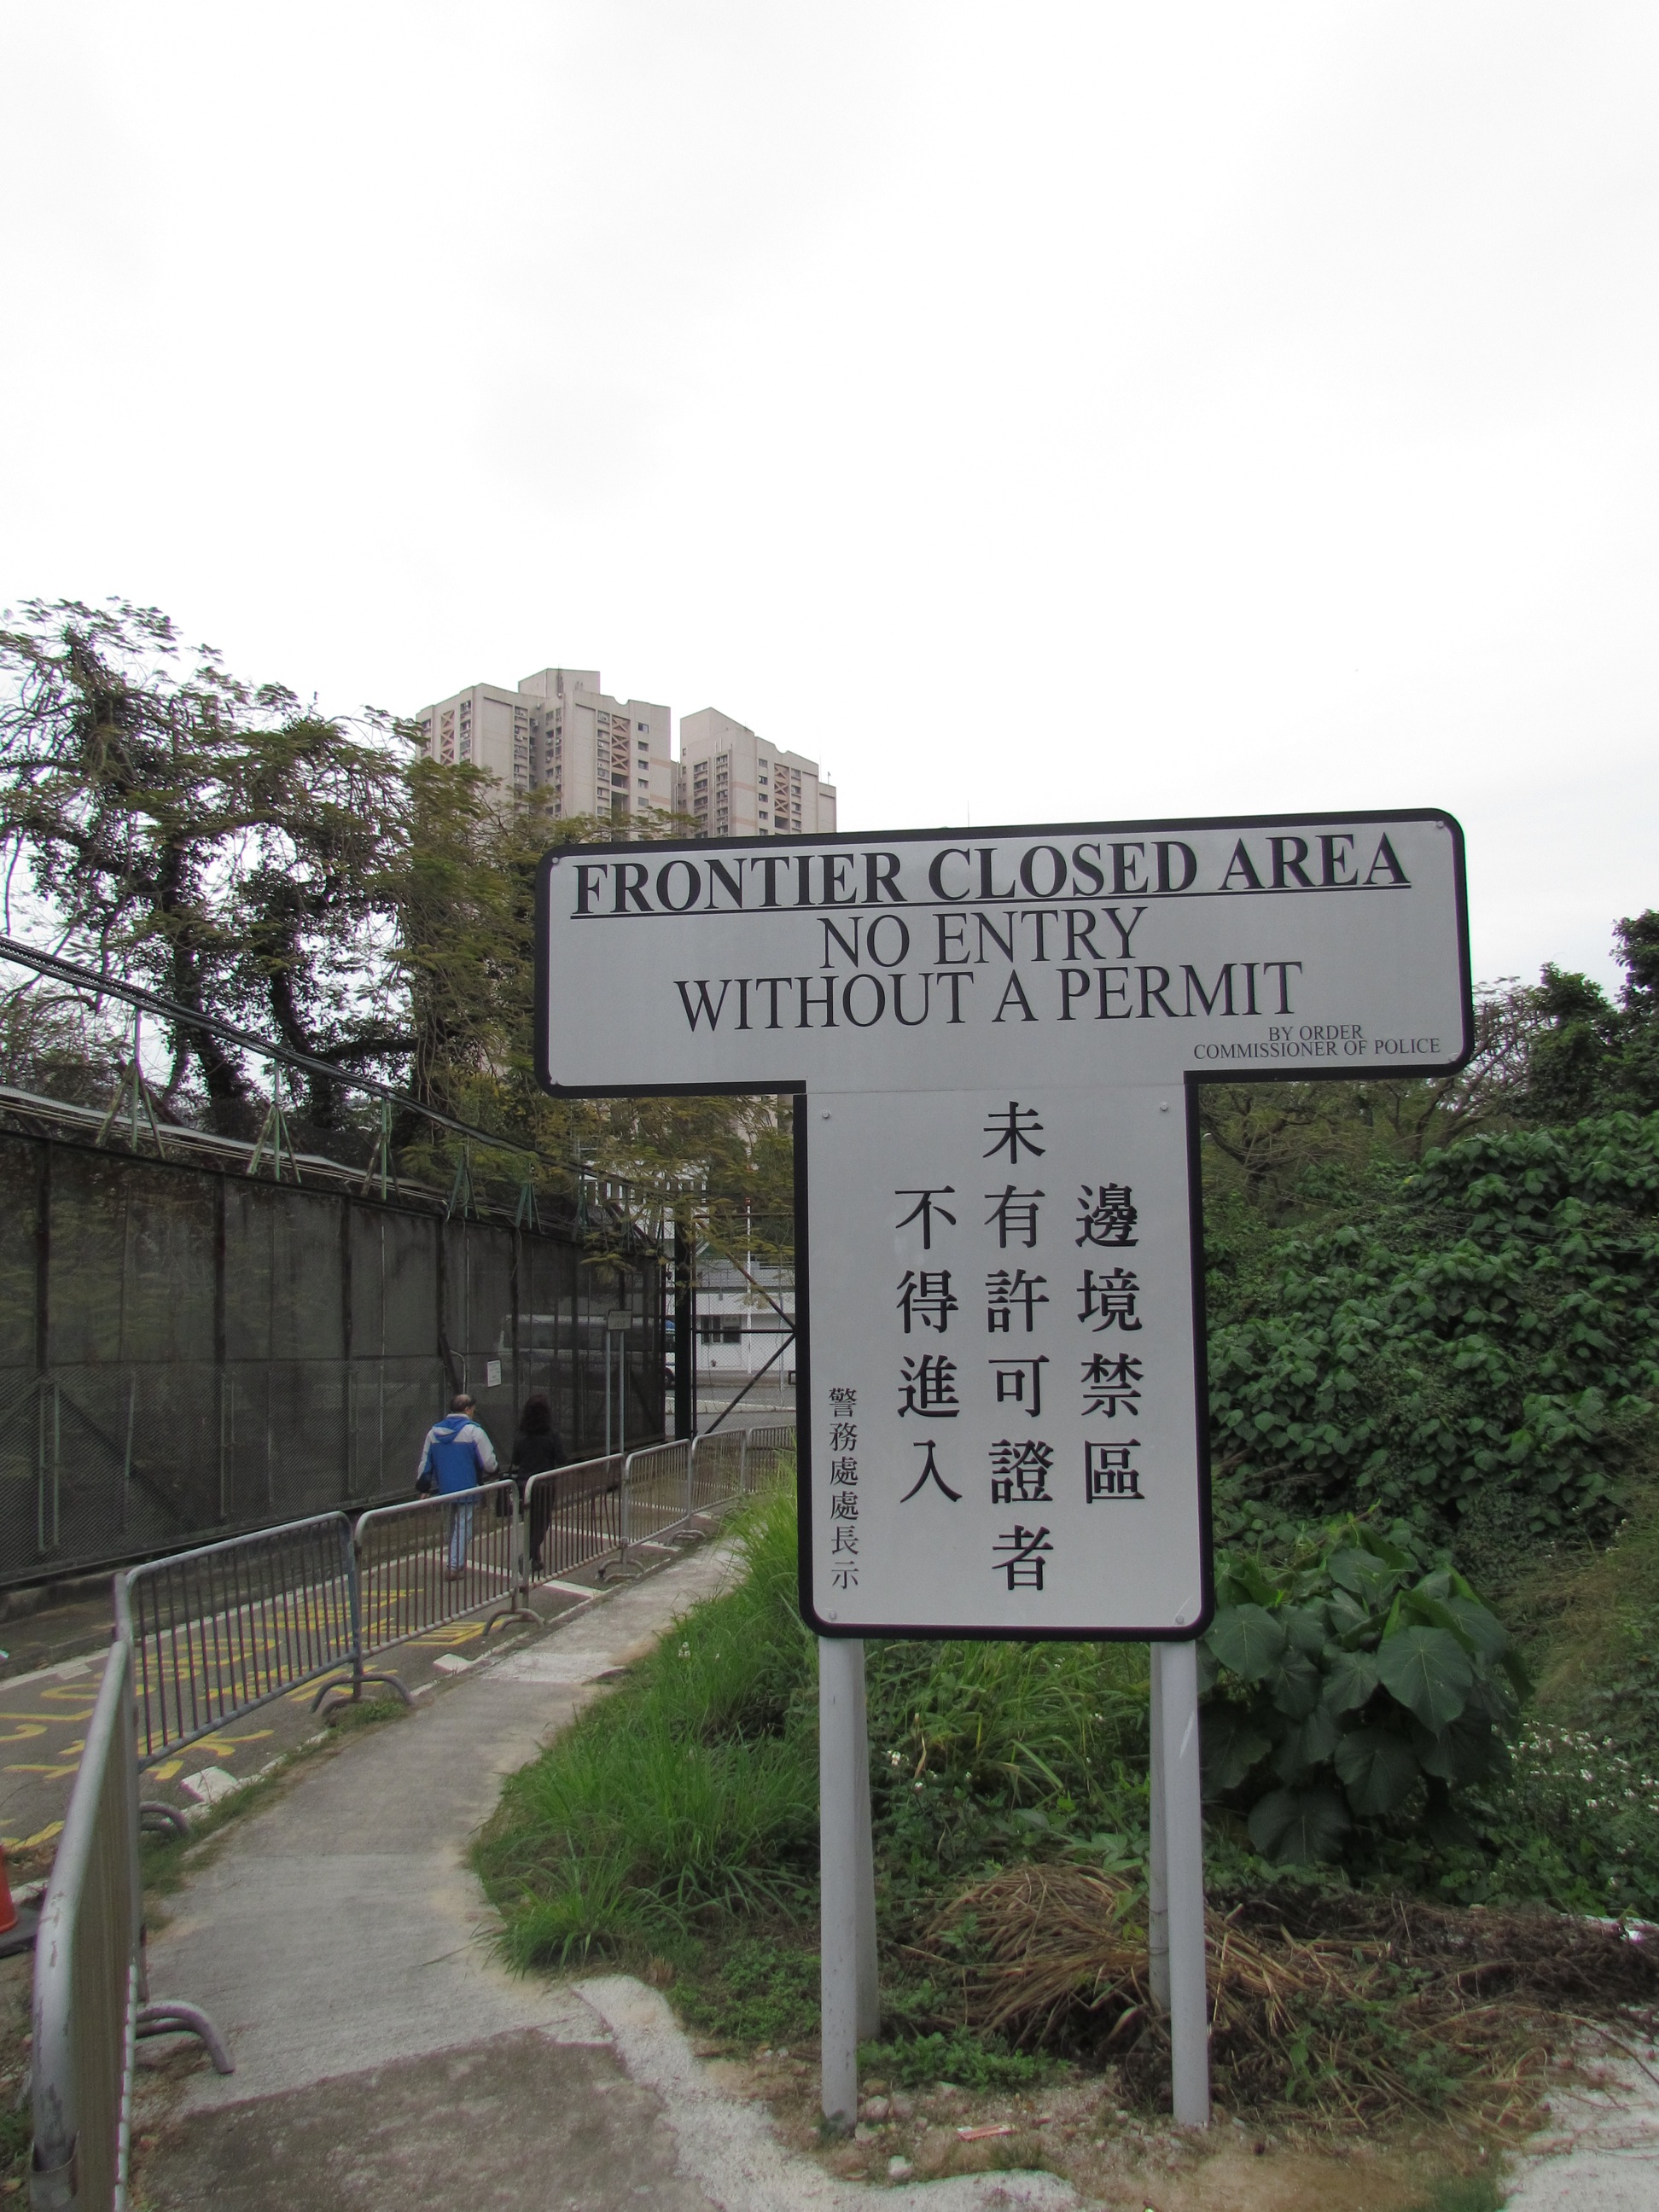 FRONTIER CLOSED AREA
NO ENTRY
WITHOUT A PERMIT
BY ORDER
COMMISSIONER OF POLICE
邊境禁區
未有許可證者
不得進入
警務處處長示